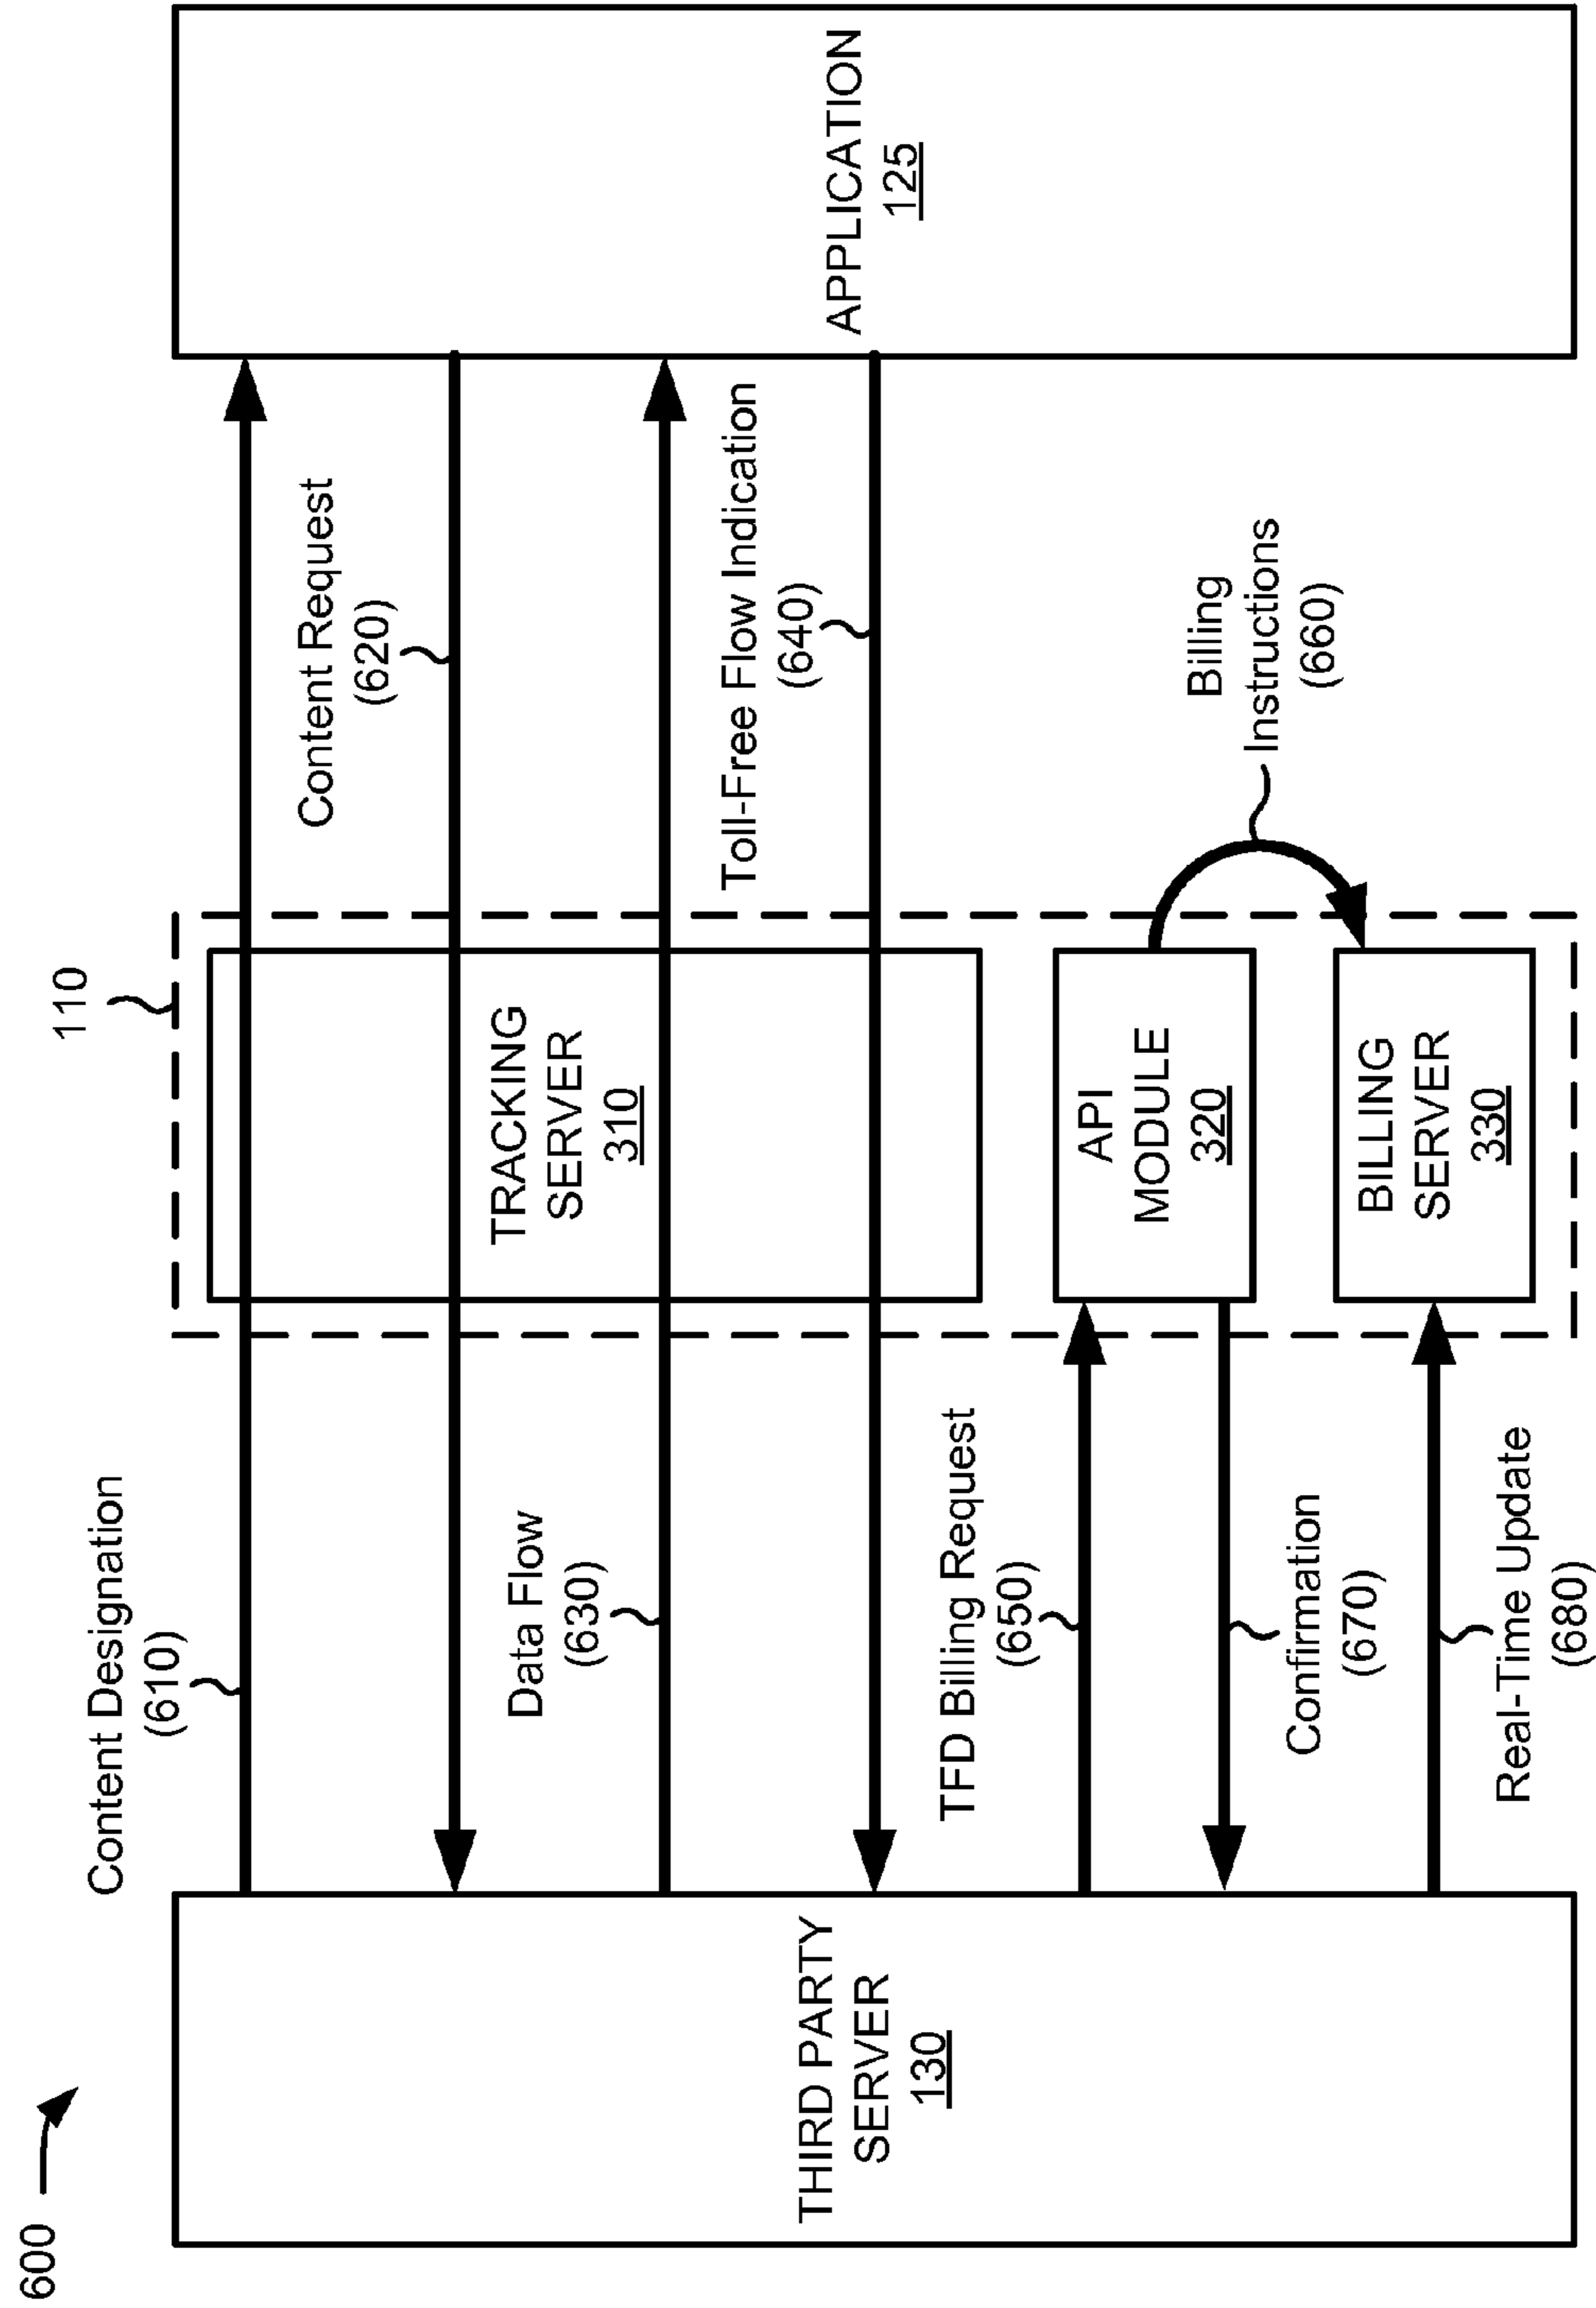 600
110
Content Designation
(610)
Content Request
(620)
Data Flow
(630)
Toll-Free Flow Indication
(640)
TFD Billing Request
(650)
Billing
Instructions
(660)
Confirmation
(670)
Real-Time Update
(680)
THIRD PARTY
SERVER
130
TRACKING
SERVER
310
API
MODULE
320
BILLING
SERVER
330
APPLICATION
125